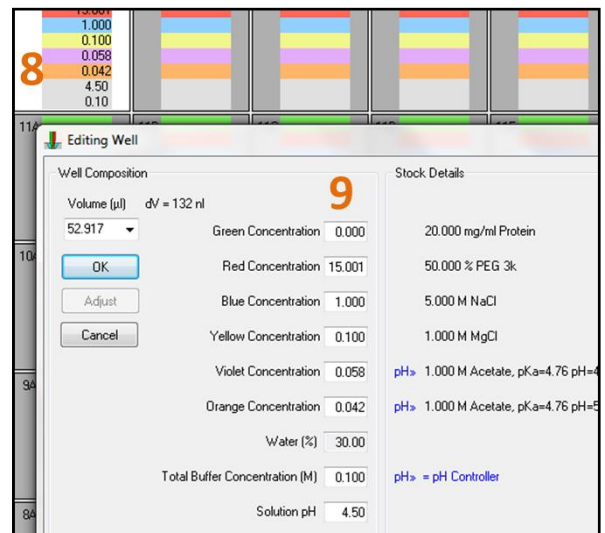 1.000
0.100
0.058
8
0.042
4.50
0.10
11A
Editing Well
Well Composition
Stock Details
9
Volume (µl) dV = 132 nl
52.917
Green Concentration 0.000 20.000 mg/ml Protein
10A
OK
Red Concentration 15.001 50.000 % PEG 3k
Adjust
Blue Concentration 1.000 5.000 M NaCl
Cancel
Yellow Concentration 0.100 1.000 M MgCl
9A
Violet Concentration 0.058 pH» 1.000 M Acetate, pKa=4.76 pH=4
Orange Concentration 0.042 pH» 1.000 M Acetate, pKa=4.76 pH=5
Water (%) 30.00
Total Buffer Concentration (M) 0.100 pH» = pH Controller
8A
Solution pH 4.50